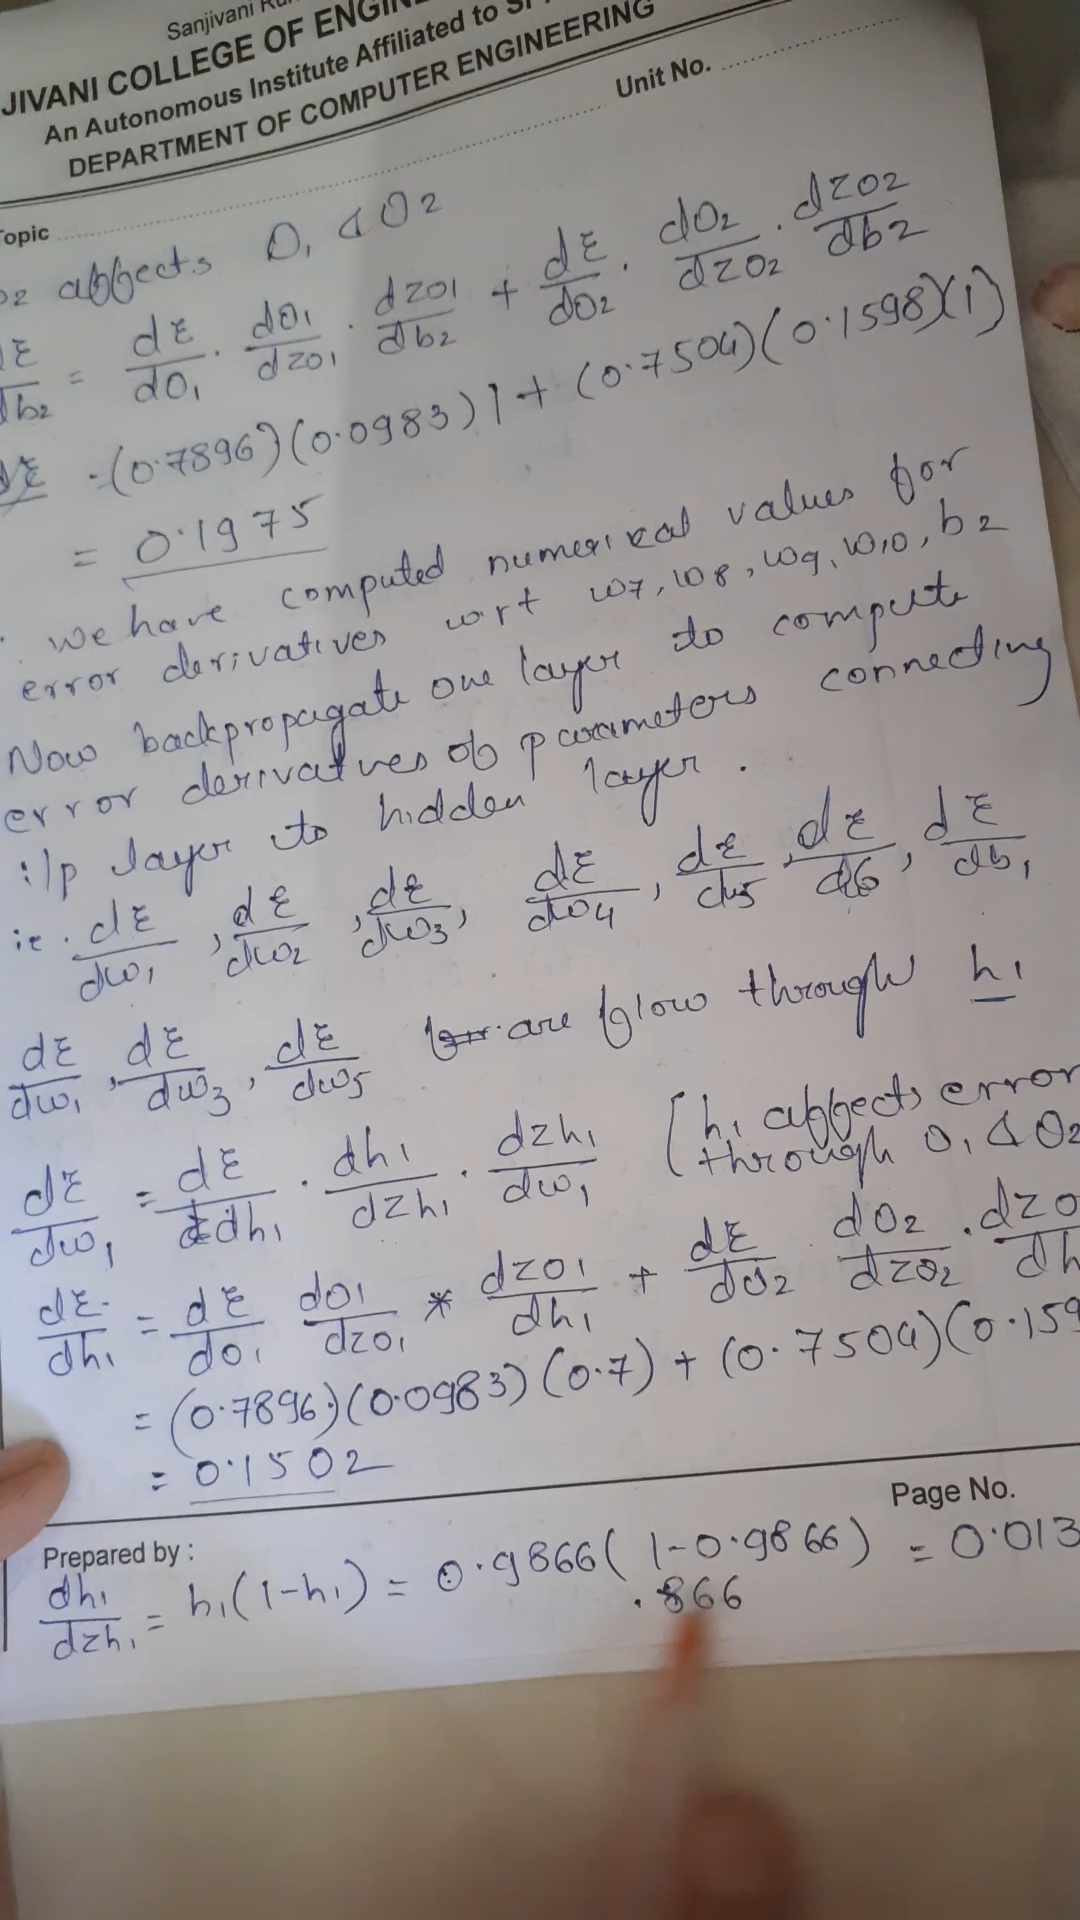 Sanjivani
JIVANI COLLEGE OF
An Autonomous Institute Affiliated to
DEPARTMENT OF COMPUTER ENGINEERING
Unit No.
Topic
b2 affects O1 & O2
dE/db2 = dE/dO1 . dO1/dzO1 . dzO1/db2 + dE/dO2 . dO2/dzO2 . dzO2/db2
(0.7896)(0.0983)1 + (0.7504)(0.1598)(1)
= 0.1975
we have computed numerical values for
error derivatives wrt w7, w8, w9, w10, b2
Now backpropagate one layer to compute
error derivatives of parameters connecting
i/p layer to hidden layer.
ie. dE/dw1, dE/dw2, dE/dw3, dE/dw4, dE/dw5, dE/d6, dE/db1
dE/dw1, dE/dw3, dE/dw5 are flow through h1
dE/dw1 = dE/dh1 . dh1/dzh1 . dzh1/dw1 (h1 affects error
through O1 & O2
dE/dh1 = dE/dO1 dO1/dzO1 * dzO1/dh1 + dE/dO2 dO2/dzO2 . dzO/dh
= (0.7896)(0.0983)(0.7) + (0.7504)(0.159
= 0.1502
Page No.
Prepared by :
dh1/dzh1 = h1(1-h1) = 0.9866(1-0.9866) = 0.013
.866